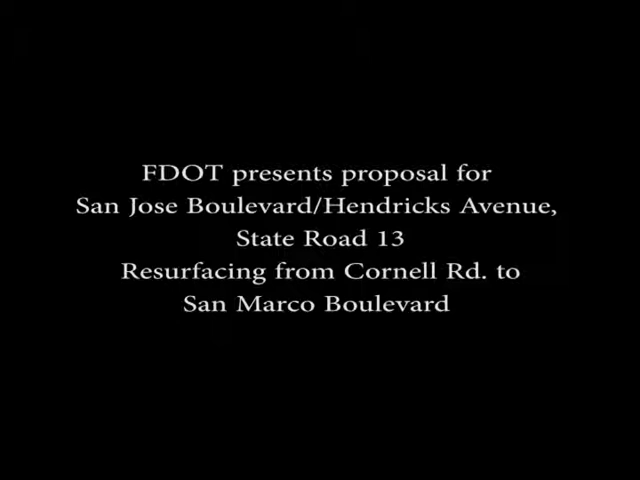 FDOT presents proposal for
San Jose Boulevard/Hendricks Avenue,
State Road 13
Resurfacing from Cornell Rd. to
San Marco Boulevard